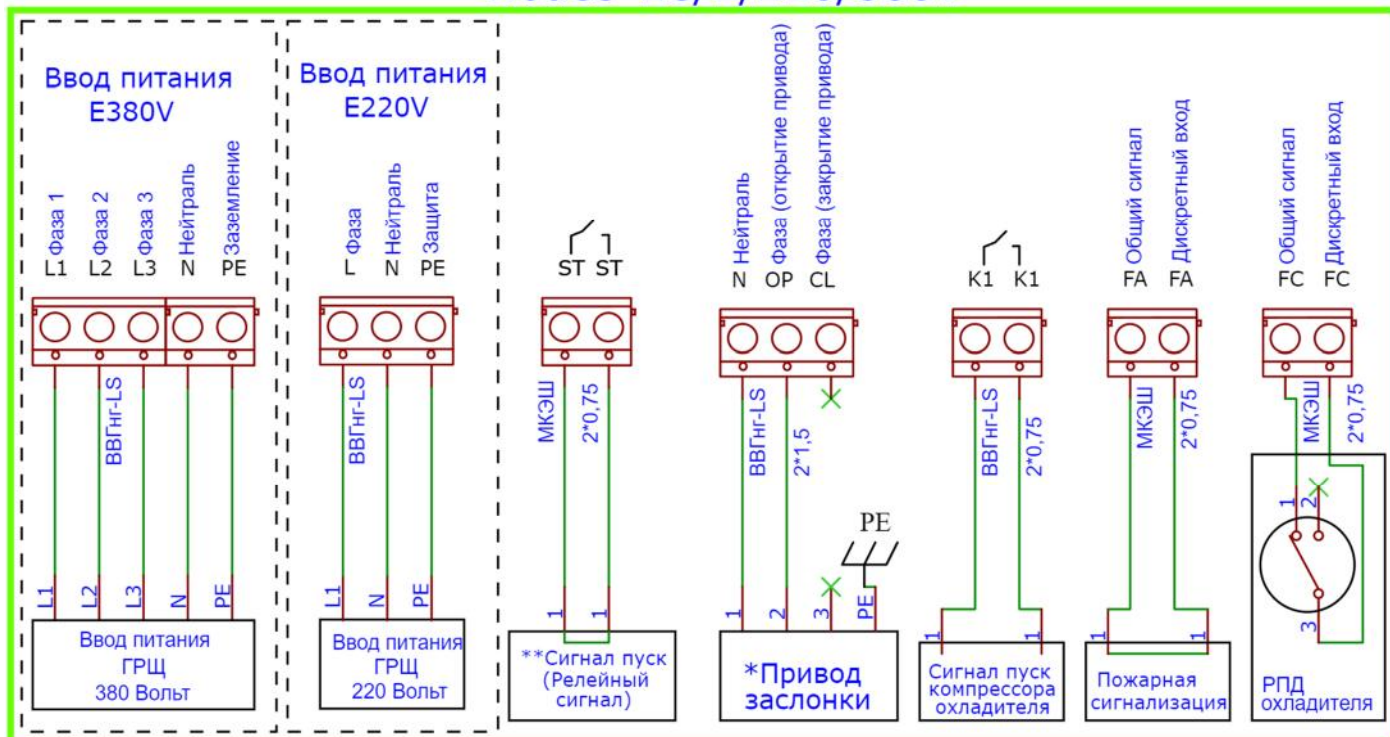 Ввод питания
E380V
Ввод питания
E220V
Фаза 1
Фаза 2
Фаза 3
Нейтраль
Заземление
L1 L2 L3 N PE
Фаза
Нейтраль
Защита
L N PE
ST ST
Нейтраль
Фаза (открытие привода)
Фаза (закрытие привода)
N OP CL
K1 K1
Общий сигнал
Дискретный вход
FA FA
Общий сигнал
Дискретный вход
FC FC
ВВГнг-LS
ВВГнг-LS
МКЭШ
2*0,75
ВВГнг-LS
2*1,5
ВВГнг-LS
2*0,75
МКЭШ
2*0,75
МКЭШ
2*0,75
PE
L1 L2 L3 N PE
L1 N PE
1 1
1 2 3 PE
1 1
1 1
1 2
3
Ввод питания
ГРЩ
380 Вольт
Ввод питания
ГРЩ
220 Вольт
**Сигнал пуск
(Релейный
сигнал)
*Привод
заслонки
Сигнал пуск
компрессора
охладителя
Пожарная
сигнализация
РПД
охладителя